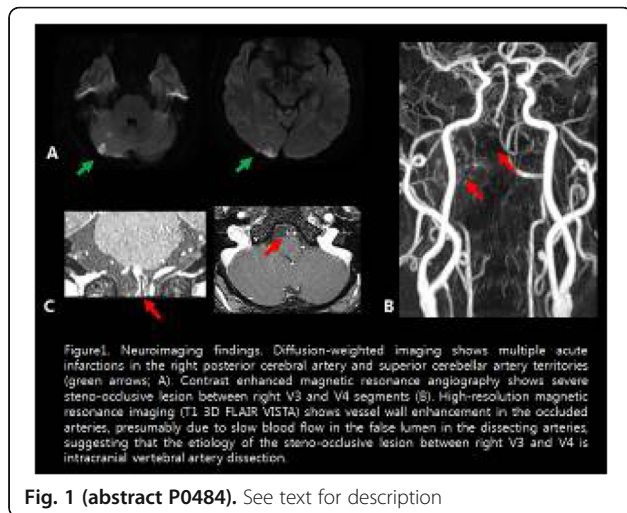 A
B
C
Figure1. Neuroimaging findings. Diffusion-weighted imaging shows multiple acute
infarctions in the right posterior cerebral artery and superior cerebellar artery territories
(green arrows; A). Contrast enhanced magnetic resonance angiography shows severe
steno-occlusive lesion between right V3 and V4 segments (B). High-resolution magnetic
resonance imaging (T1 3D FLAIR VISTA) shows vessel wall enhancement in the occluded
arteries, presumably due to slow blood flow in the false lumen in the dissecting arteries,
suggesting that the etiology of the steno-occlusive lesion between right V3 and V4 is
intracranial vertebral artery dissection.
Fig. 1 (abstract P0484). See text for description